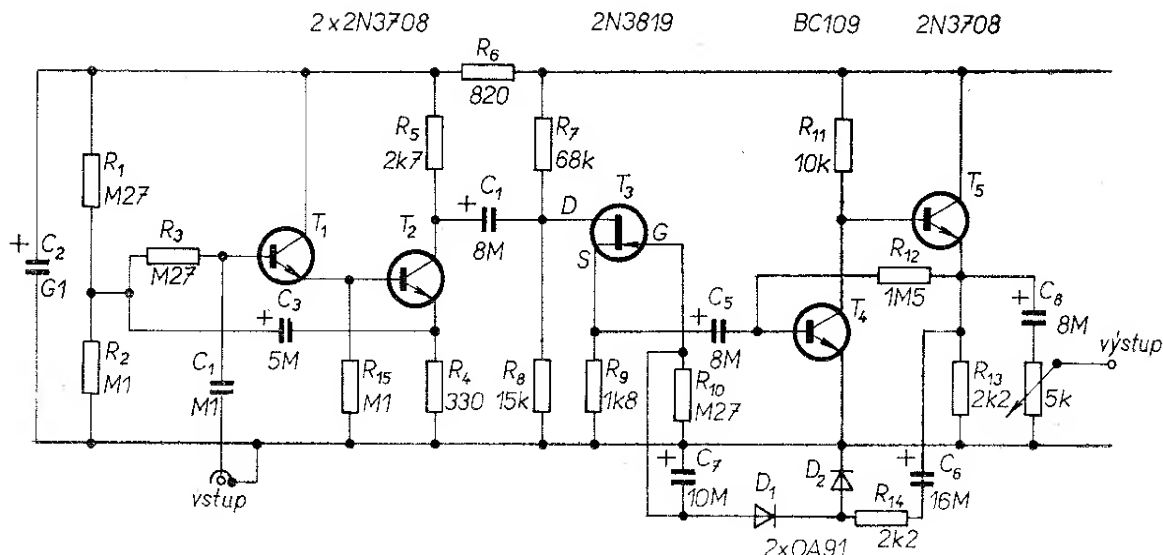 2x2N3708
2N3819
BC109
2N3708
R6
820
R5
2k7
R7
68k
R11
10k
R1
M27
T3
T5
C1
8M
D
G
S
C2
G1
R3
M27
T1
T2
R12
1M5
C3
5M
C5
8M
T4
C8
8M
výstup
R2
M1
C1
M1
R15
M1
R4
330
R8
15k
R9
1k8
R10
M27
R13
2k2
5k
vstup
C7
10M
D1
D2
R14
2k2
C6
16M
2xOA91